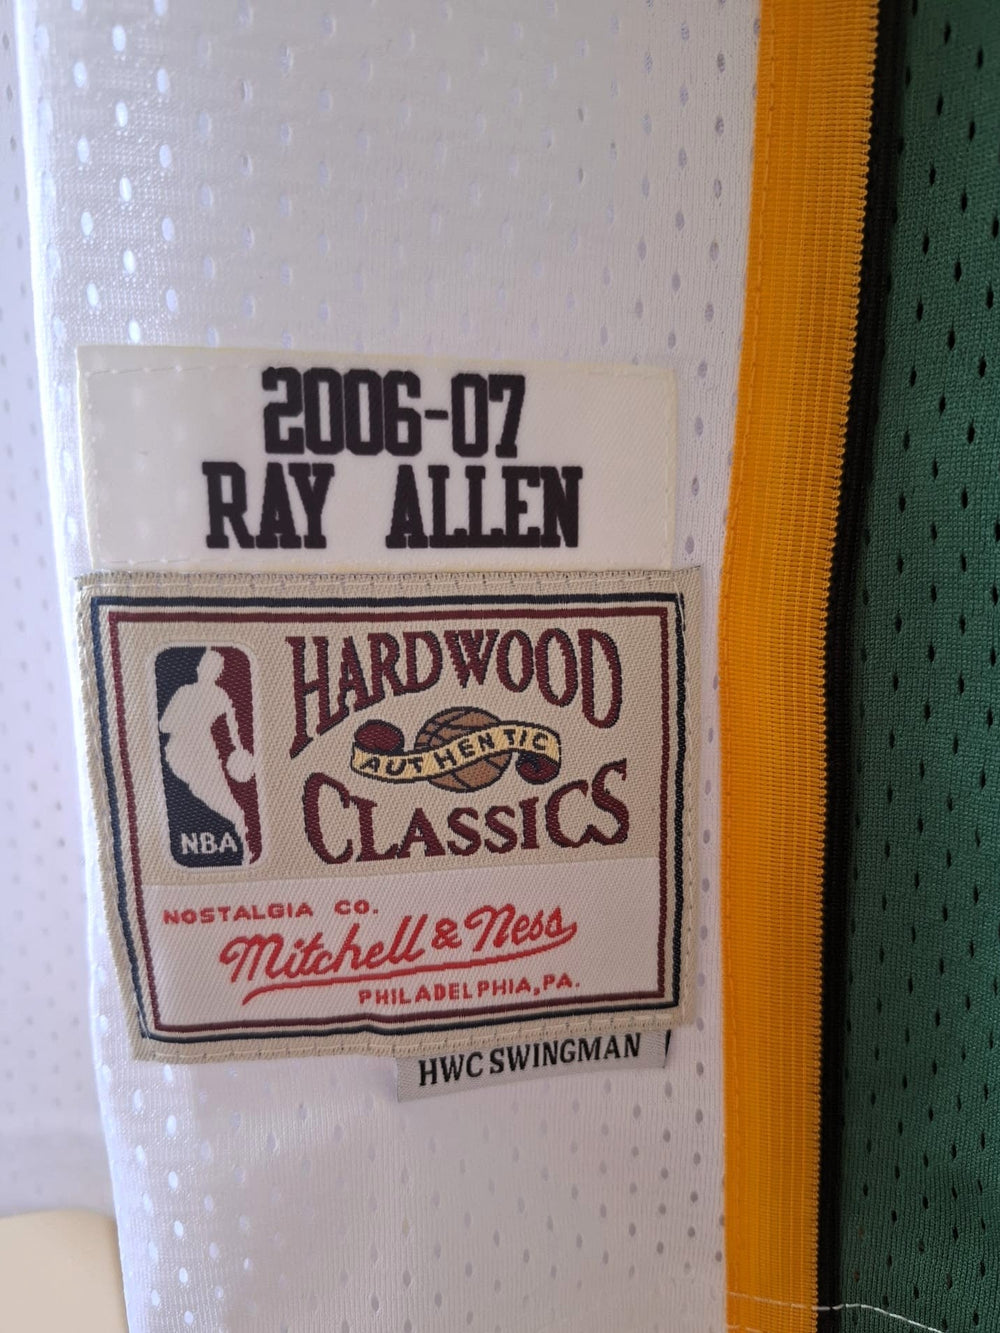 2006-07
RAY ALLEN
HARDWOOD
AUTHENTIC
CLASSICS
NBA
NOSTALGIA CO.
Mitchell & Ness
PHILADELPHIA, PA.
HWC SWINGMAN